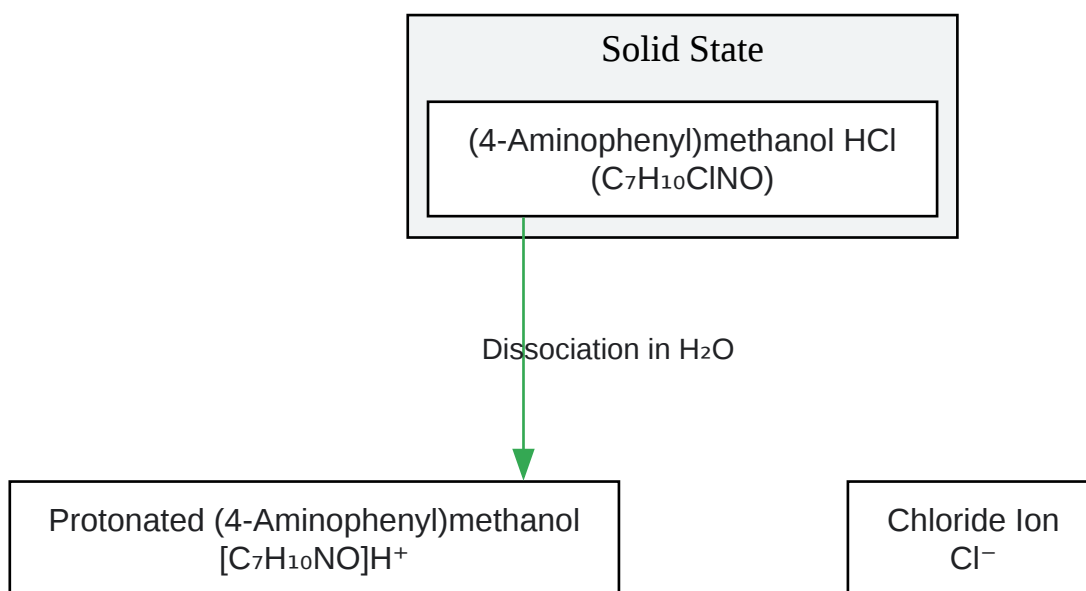 Solid State
(4-Aminophenyl)methanol HCl
(C₇H₁₀ClNO)
Dissociation in H₂O
Protonated (4-Aminophenyl)methanol
[C₇H₁₀NO]H⁺
Chloride Ion
Cl⁻